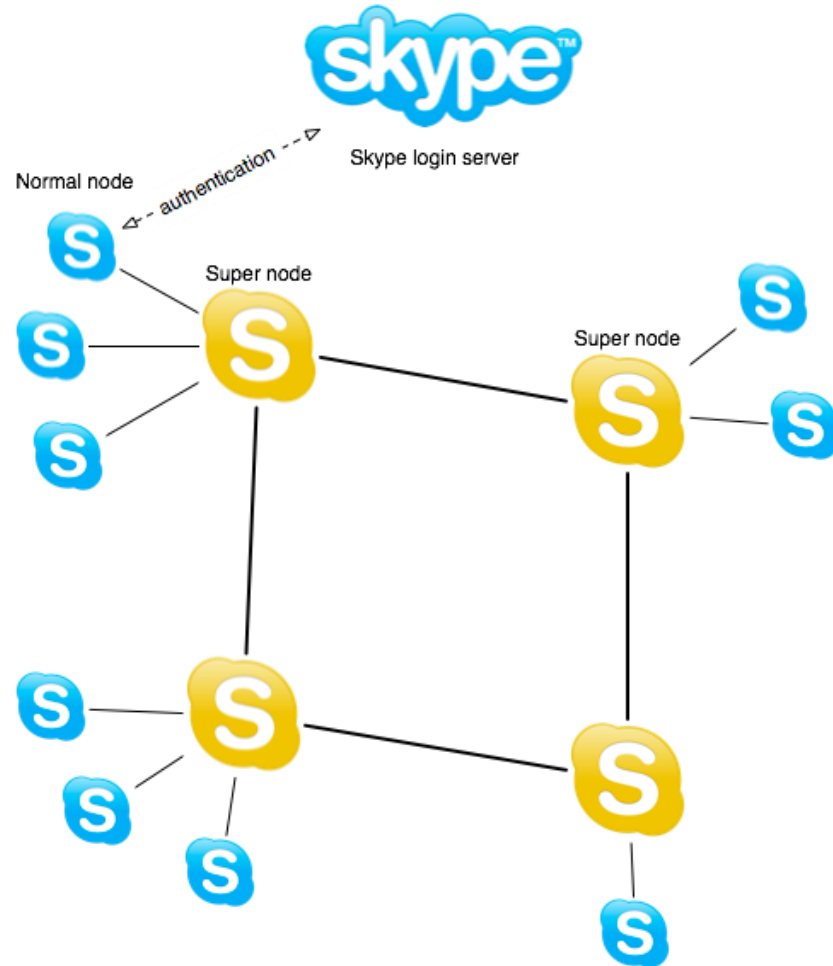 skype™
Skype login server
authentication
Normal node
S
Super node
S
S
Super node
S
S
S
S
S
S
S
S
S
S